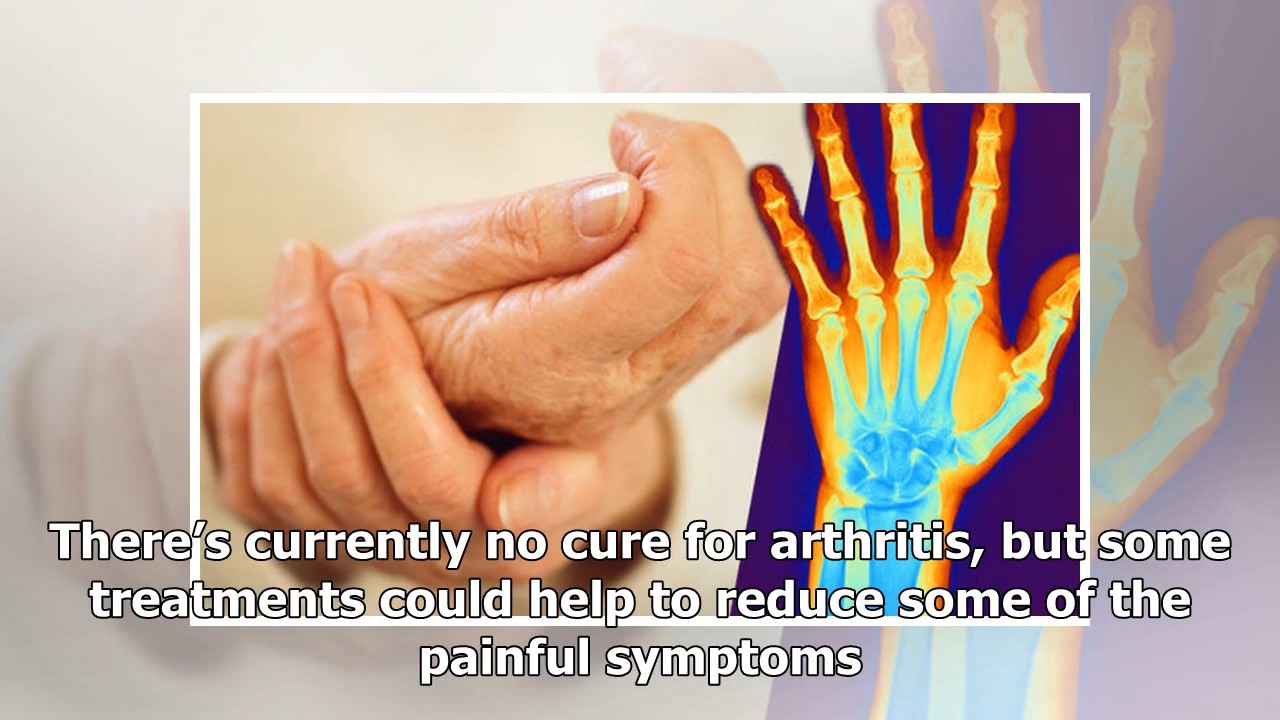 There’s currently no cure for arthritis, but some
treatments could help to reduce some of the
painful symptoms